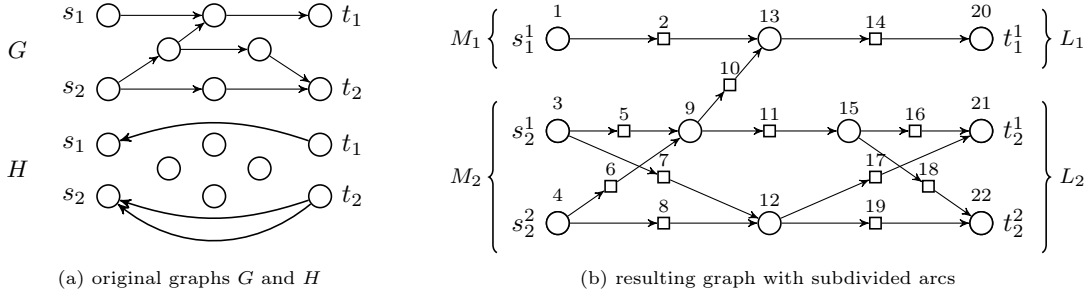 s₁ t₁
G
s₂ t₂
s₁ t₁
H
s₂ t₂
(a) original graphs G and H
1 2 13 14 20
M₁ { s₁¹ t₁¹ } L₁
10
3 5 9 11 15 16 21
s₂¹ t₂¹
M₂ { 6 7 17 18 } L₂
4 8 12 19 22
s₂² t₂²
(b) resulting graph with subdivided arcs